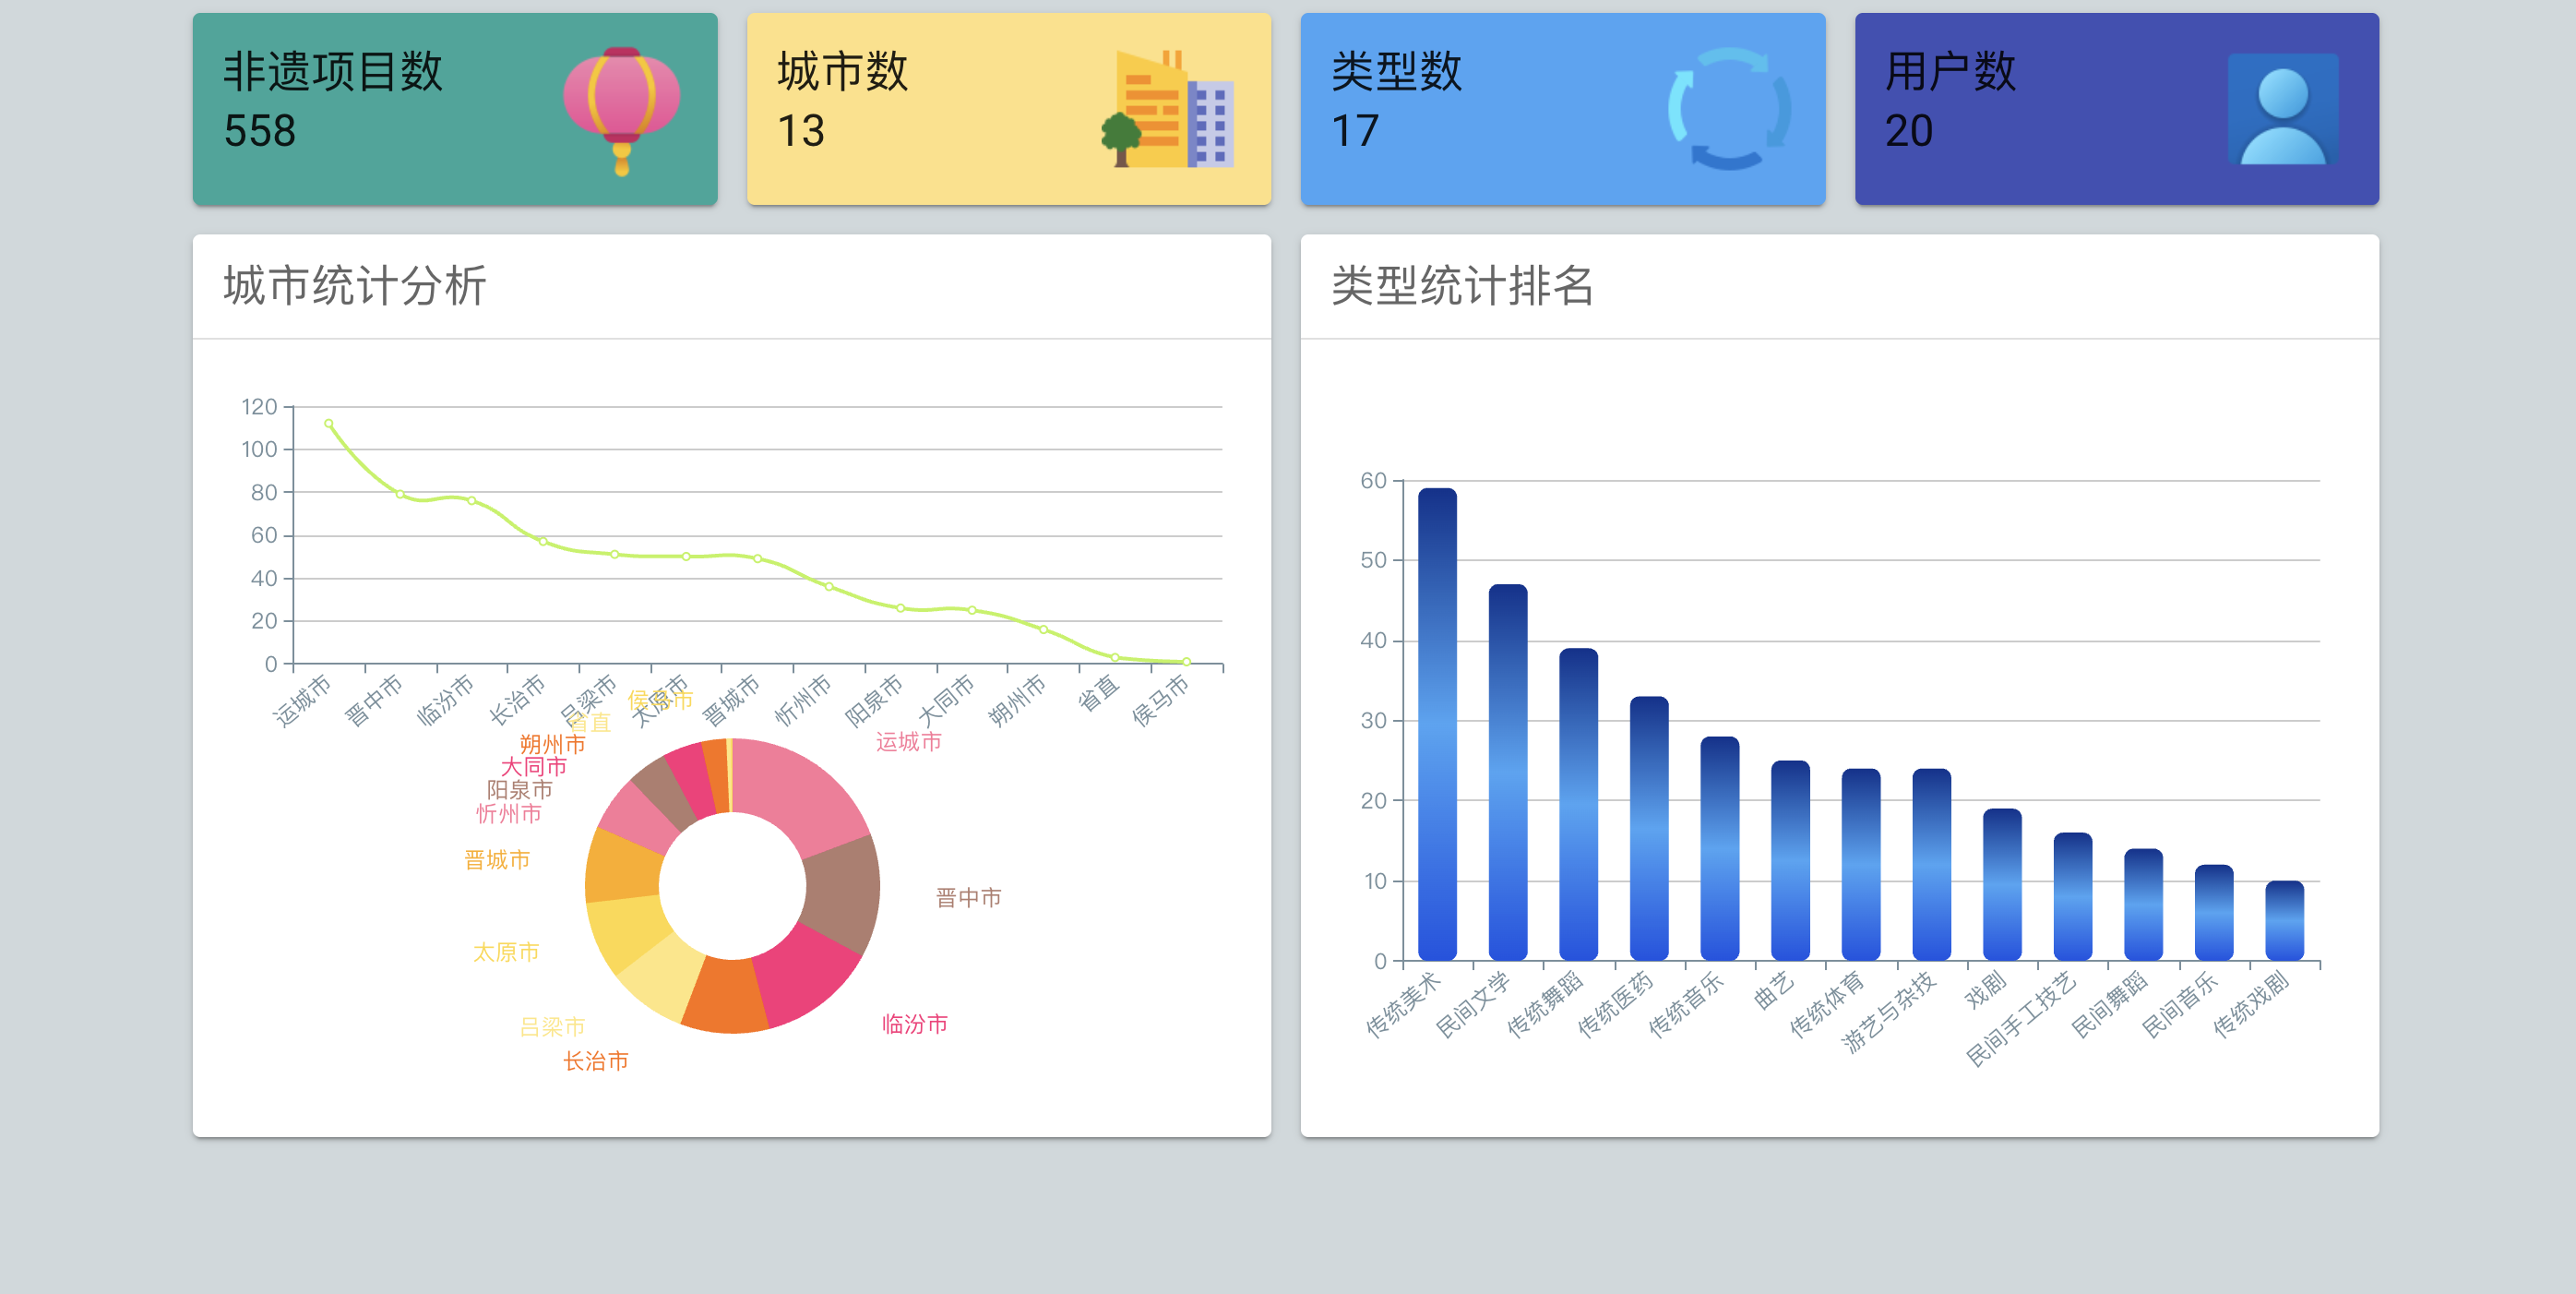 非遗项目数
558
城市数
13
类型数
17
用户数
20
城市统计分析
120
100
80
60
40
20
0
运城市
晋中市
临汾市
长治市
吕梁市
太原市
晋城市
忻州市
阳泉市
大同市
朔州市
省直
侯马市
侯马市
省直
朔州市
大同市
阳泉市
忻州市
晋城市
太原市
吕梁市
长治市
运城市
晋中市
临汾市
类型统计排名
60
50
40
30
20
10
0
传统美术
民间文学
传统舞蹈
传统医药
传统音乐
曲艺
传统体育
游艺与杂技
戏剧
民间手工技艺
民间舞蹈
民间音乐
传统戏剧